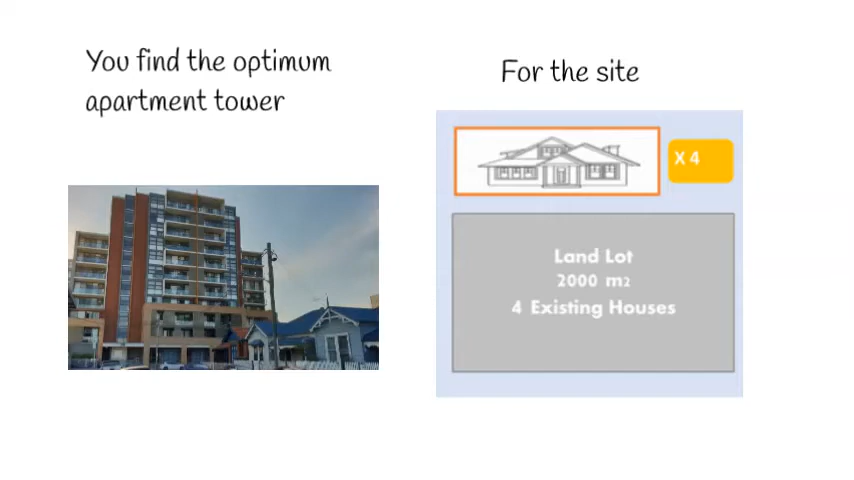 You find the optimum
apartment tower
For the site
X 4
Land Lot
2000 m2
4 Existing Houses